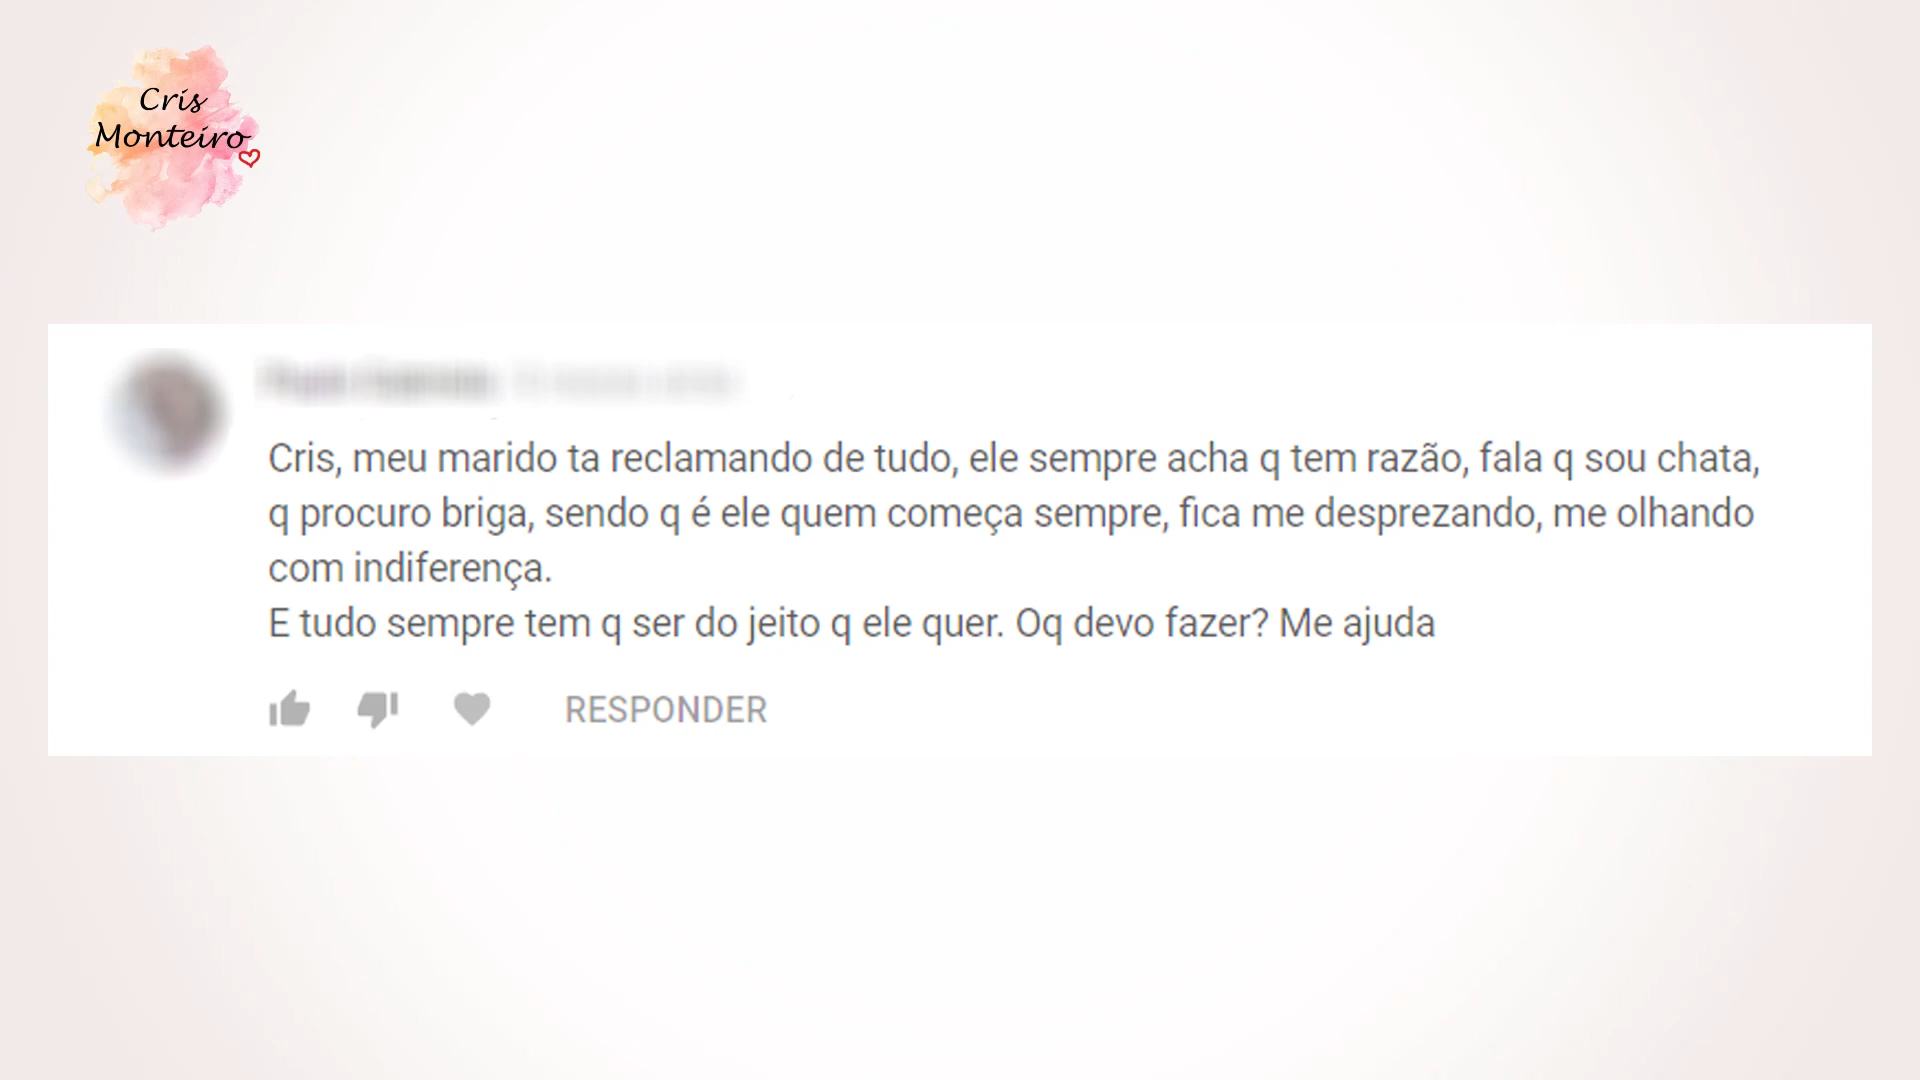 Cris
Monteiro
Cris, meu marido ta reclamando de tudo, ele sempre acha q tem razão, fala q sou chata,
q procuro briga, sendo q é ele quem começa sempre, fica me desprezando, me olhando
com indiferença.
E tudo sempre tem q ser do jeito q ele quer. Oq devo fazer? Me ajuda
RESPONDER